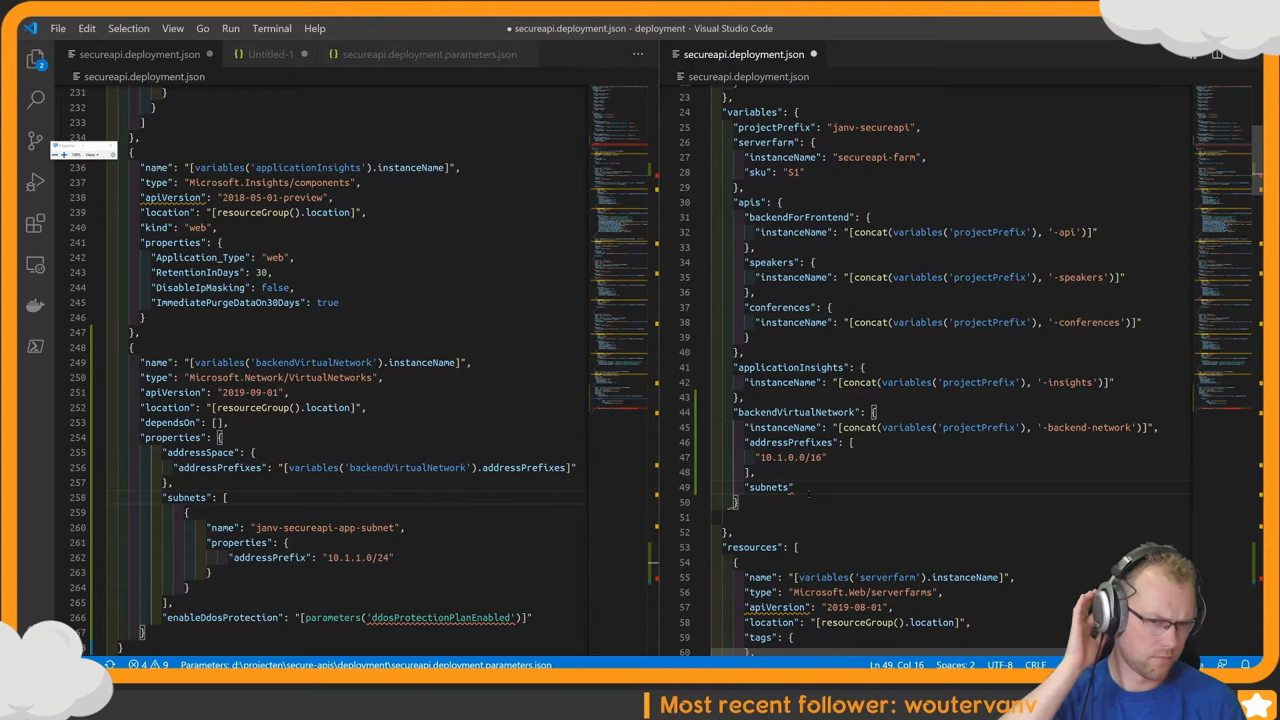 File Edit Selection View Go Run Terminal Help
● secureapi.deployment.json - deployment - Visual Studio Code
secureapi.deployment.json ● {} Untitled-1 ● {} secureapi.deployment.parameters.json ···
secureapi.deployment.json
231 }
232 }
233 ]
234 },
{
236 "name": "[variables('applicationInsights').instanceName]",
237 "type": "Microsoft.Insights/components",
238 "apiVersion": "2018-05-01-preview",
239 "location": "[resourceGroup().location]",
240 "kind": "web",
241 "properties": {
242 "Application_Type": "web",
243 "RetentionInDays": 30,
244 "DisableIpMasking": false,
245 "ImmediatePurgeDataOn30Days": true
246 }
247 },
248 {
249 "name": "[variables('backendVirtualNetwork').instanceName]",
250 "type": "Microsoft.Network/VirtualNetworks",
251 "apiVersion": "2019-09-01",
252 "location": "[resourceGroup().location]",
253 "dependsOn": [],
254 "properties": {
255 "addressSpace": {
256 "addressPrefixes": "[variables('backendVirtualNetwork').addressPrefixes]"
257 },
258 "subnets": [
259 {
260 "name": "janv-secureapi-app-subnet",
261 "properties": {
262 "addressPrefix": "10.1.1.0/24"
263 }
264 }
265 ],
266 "enableDdosProtection": "[parameters('ddosProtectionPlanEnabled')]"
}
}
secureapi.deployment.json ●
secureapi.deployment.json
23 },
24 "variables": {
25 "projectPrefix": "janv-secureapi",
26 "serverfarm": {
27 "instanceName": "secureapi-farm",
28 "sku": "S1"
29 },
30 "apis": {
31 "backendForFrontend": {
32 "instanceName": "[concat(variables('projectPrefix'), '-api')]"
33 },
34 "speakers": {
35 "instanceName": "[concat(variables('projectPrefix'), '-speakers')]"
36 },
37 "conferences": {
38 "instanceName": "[concat(variables('projectPrefix'), '-conferences')]"
39 }
40 },
41 "applicationInsights": {
42 "instanceName": "[concat(variables('projectPrefix'), '-insights')]"
43 },
44 "backendVirtualNetwork": {
45 "instanceName": "[concat(variables('projectPrefix'), '-backend-network')]",
46 "addressPrefixes": [
47 "10.1.0.0/16"
48 ],
49 "subnets"
50 }
51
52 },
53 "resources": [
54 {
55 "name": "[variables('serverfarm').instanceName]",
56 "type": "Microsoft.Web/serverfarms",
57 "apiVersion": "2019-08-01",
58 "location": "[resourceGroup().location]",
59 "tags": {
60 },
4 9 Parameters: d:\projecten\secure-apis\deployment\secureapi.deployment.parameters.json Ln 49, Col 16 Spaces: 2 UTF-8 CRLF
Most recent follower: woutervanv